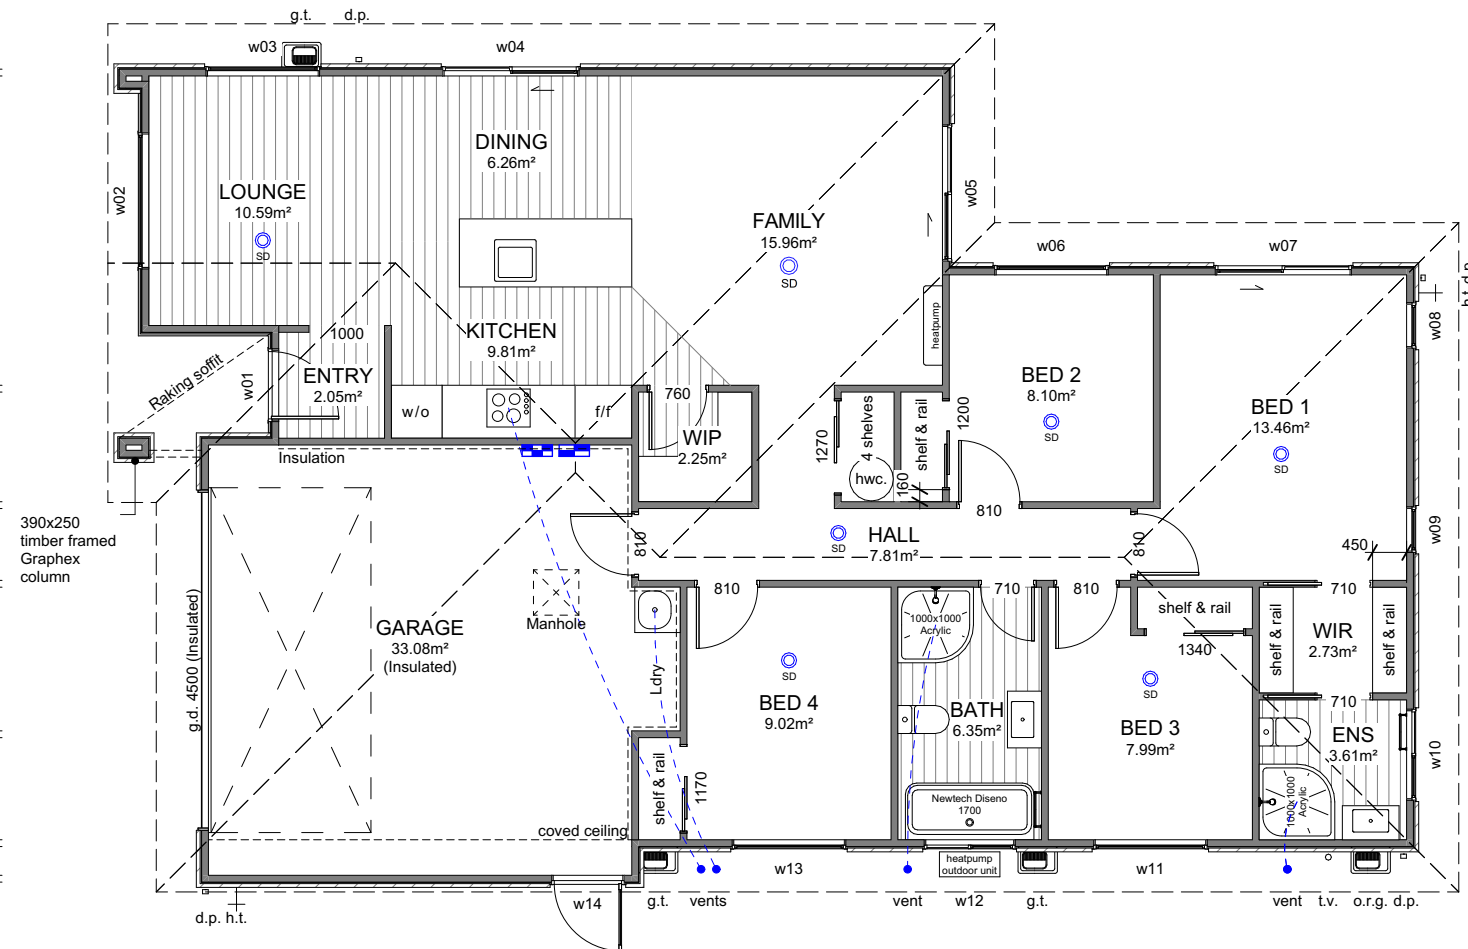 g.t.
d.p.
w03
w04
DINING
6.26m²
LOUNGE
10.59m²
SD
w02
FAMILY
15.96m²
SD
w05
w06
w07
h.t.d.p.
w08
heatpump
KITCHEN
9.81m²
1000
ENTRY
2.05m²
w01
Raking soffit
w/o
f/f
760
WIP
2.25m²
1270
4 shelves
hwc.
160
shelf & rail
1200
BED 2
8.10m²
SD
BED 1
13.46m²
SD
Insulation
390x250
timber framed
Graphex
column
810
HALL
7.81m²
SD
810
810
450
w09
g.d. 4500 (Insulated)
Manhole
GARAGE
33.08m²
(Insulated)
Ldry
810
710
810
710
1000x1000
Acrylic
shelf & rail
1340
shelf & rail
WIR
2.73m²
shelf & rail
710
SD
BED 4
9.02m²
BATH
6.35m²
SD
BED 3
7.99m²
ENS
3.61m²
w10
1000x1000
Acrylic
shelf & rail
1170
Newtech Diseno
1700
coved ceiling
heatpump
outdoor unit
w13
w11
d.p. h.t.
w14
g.t.
vents
vent
w12
g.t.
vent
t.v.
o.r.g.
d.p.